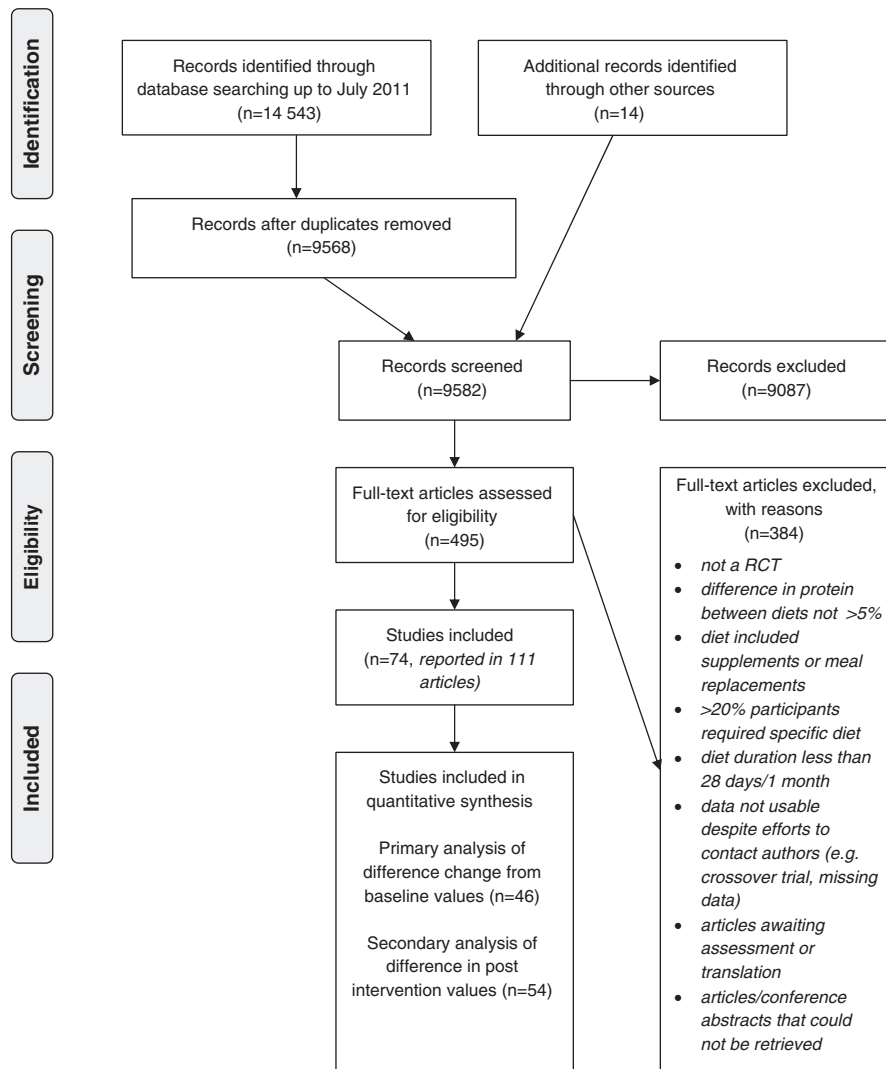 Identification
Records identified through
database searching up to July 2011
(n=14 543)
Additional records identified
through other sources
(n=14)
Records after duplicates removed
(n=9568)
Screening
Records screened
(n=9582)
Records excluded
(n=9087)
Eligibility
Full-text articles assessed
for eligibility
(n=495)
Full-text articles excluded,
with reasons
(n=384)
• not a RCT
• difference in protein
between diets not >5%
• diet included
supplements or meal
replacements
• >20% participants
required specific diet
• diet duration less than
28 days/1 month
• data not usable
despite efforts to
contact authors (e.g.
crossover trial, missing
data)
• articles awaiting
assessment or
translation
• articles/conference
abstracts that could
not be retrieved
Studies included
(n=74, reported in 111
articles)
Included
Studies included in
quantitative synthesis
Primary analysis of
difference change from
baseline values (n=46)
Secondary analysis of
difference in post
intervention values (n=54)